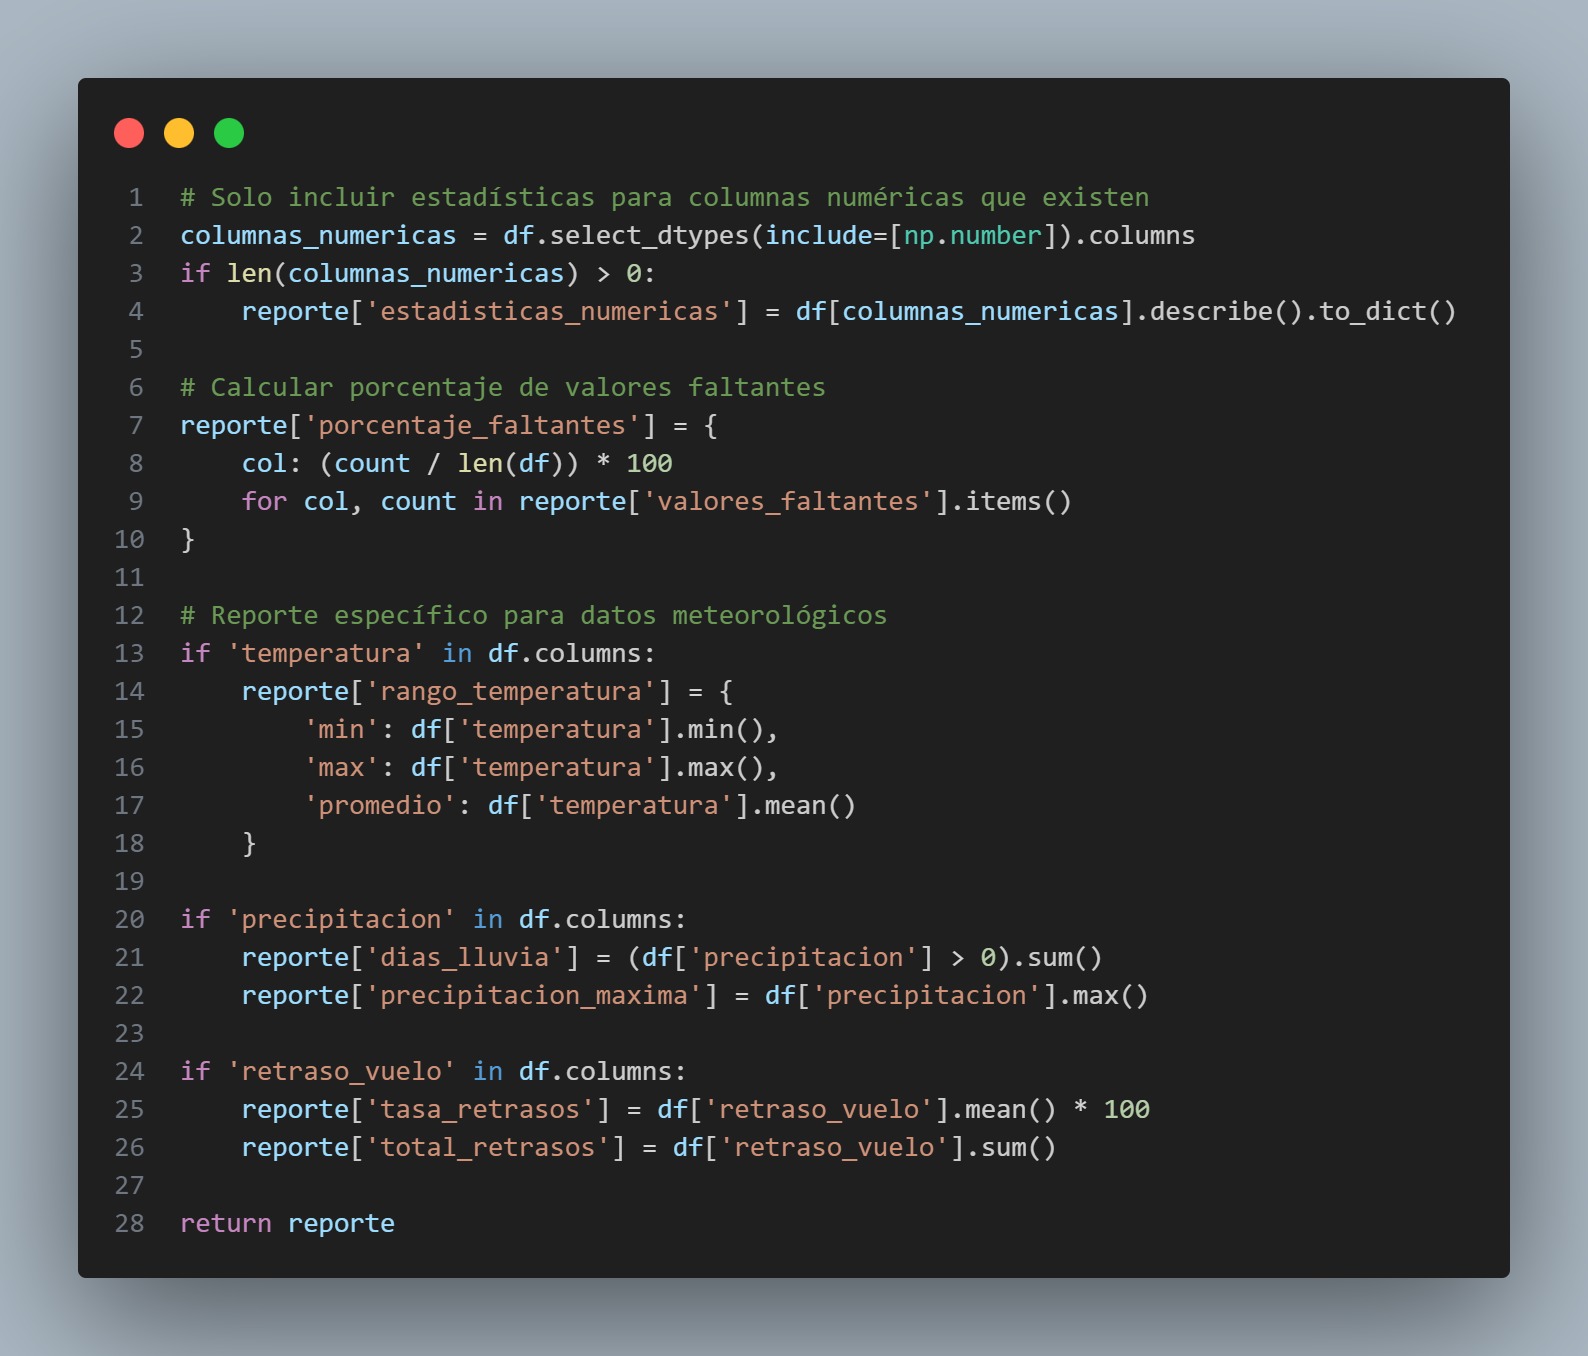 1 # Solo incluir estadísticas para columnas numéricas que existen
2 columnas_numericas = df.select_dtypes(include=[np.number]).columns
3 if len(columnas_numericas) > 0:
4     reporte['estadisticas_numericas'] = df[columnas_numericas].describe().to_dict()
5
6 # Calcular porcentaje de valores faltantes
7 reporte['porcentaje_faltantes'] = {
8     col: (count / len(df)) * 100
9     for col, count in reporte['valores_faltantes'].items()
10 }
11
12 # Reporte específico para datos meteorológicos
13 if 'temperatura' in df.columns:
14     reporte['rango_temperatura'] = {
15         'min': df['temperatura'].min(),
16         'max': df['temperatura'].max(),
17         'promedio': df['temperatura'].mean()
18     }
19
20 if 'precipitacion' in df.columns:
21     reporte['dias_lluvia'] = (df['precipitacion'] > 0).sum()
22     reporte['precipitacion_maxima'] = df['precipitacion'].max()
23
24 if 'retraso_vuelo' in df.columns:
25     reporte['tasa_retrasos'] = df['retraso_vuelo'].mean() * 100
26     reporte['total_retrasos'] = df['retraso_vuelo'].sum()
27
28 return reporte